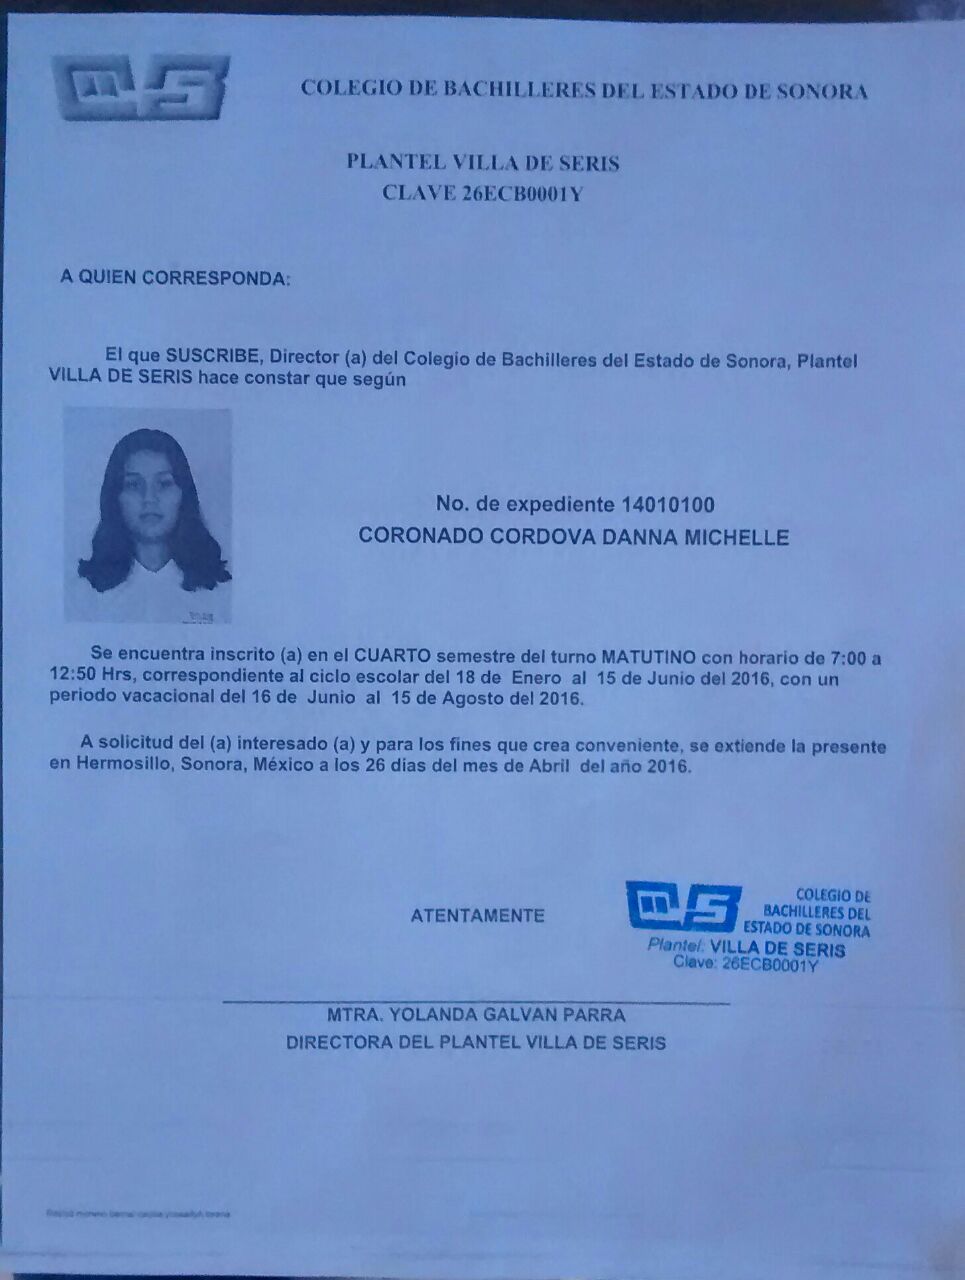 COLEGIO DE BACHILLERES DEL ESTADO DE SONORA
PLANTEL VILLA DE SERIS
CLAVE 26ECB0001Y
A QUIEN CORRESPONDA:
El que SUSCRIBE, Director (a) del Colegio de Bachilleres del Estado de Sonora, Plantel
VILLA DE SERIS hace constar que según
No. de expediente 14010100
CORONADO CORDOVA DANNA MICHELLE
Se encuentra inscrito (a) en el CUARTO semestre del turno MATUTINO con horario de 7:00 a
12:50 Hrs, correspondiente al ciclo escolar del 18 de Enero al 15 de Junio del 2016, con un
periodo vacacional del 16 de Junio al 15 de Agosto del 2016.
A solicitud del (a) interesado (a) y para los fines que crea conveniente, se extiende la presente
en Hermosillo, Sonora, México a los 26 dias del mes de Abril del año 2016.
ATENTAMENTE
COLEGIO DE
BACHILLERES DEL
ESTADO DE SONORA
Plantel: VILLA DE SERIS
Clave: 26ECB0001Y
MTRA. YOLANDA GALVAN PARRA
DIRECTORA DEL PLANTEL VILLA DE SERIS